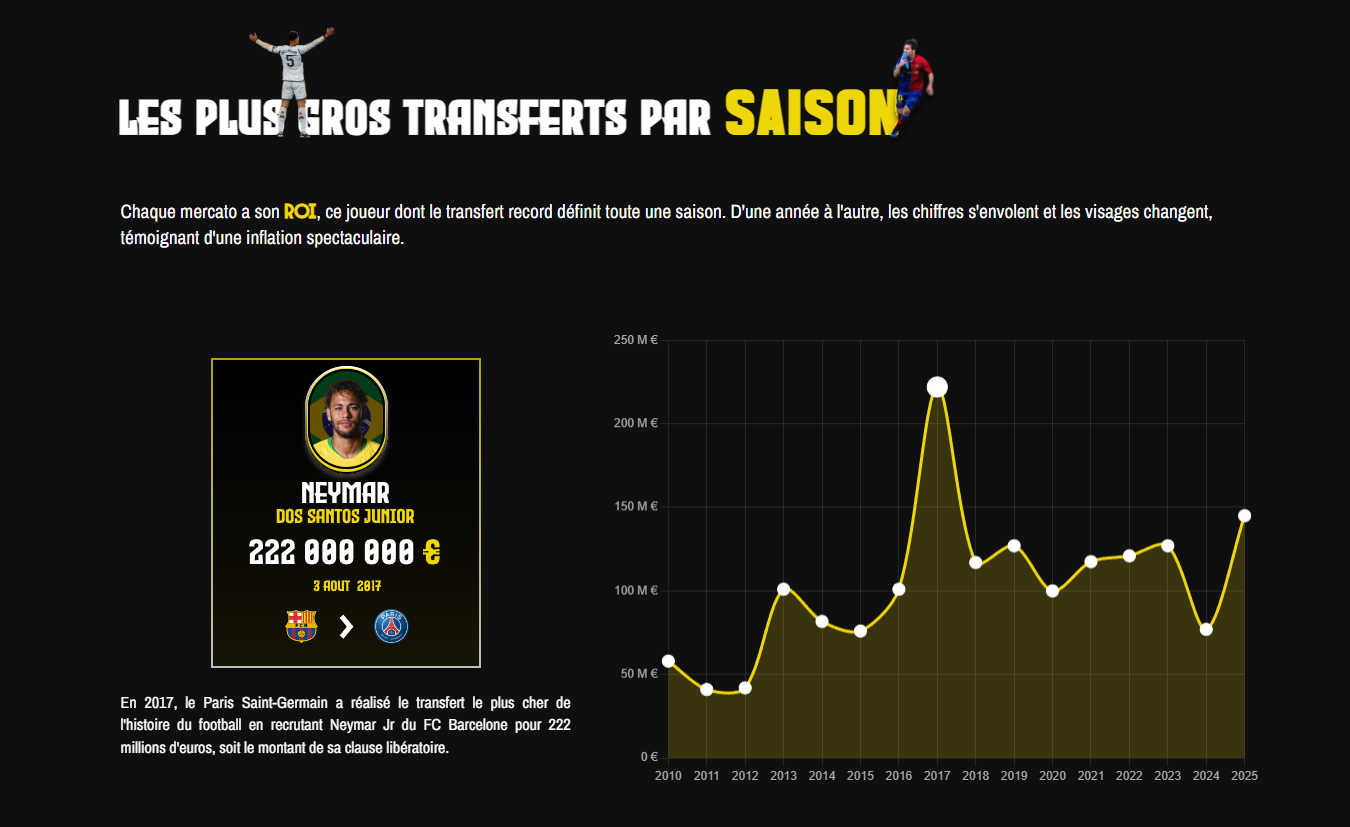 LES PLUS GROS TRANSFERTS PAR SAISON
Chaque mercato a son ROI, ce joueur dont le transfert record définit toute une saison. D'une année à l'autre, les chiffres s'envolent et les visages changent,
témoignant d'une inflation spectaculaire.
NEYMAR
DOS SANTOS JUNIOR
222 000 000 €
3 AOUT 2017
PARIS
En 2017, le Paris Saint-Germain a réalisé le transfert le plus cher de
l'histoire du football en recrutant Neymar Jr du FC Barcelone pour 222
millions d'euros, soit le montant de sa clause libératoire.
250 M €
200 M €
150 M €
100 M €
50 M €
0 €
2010 2011 2012 2013 2014 2015 2016 2017 2018 2019 2020 2021 2022 2023 2024 2025